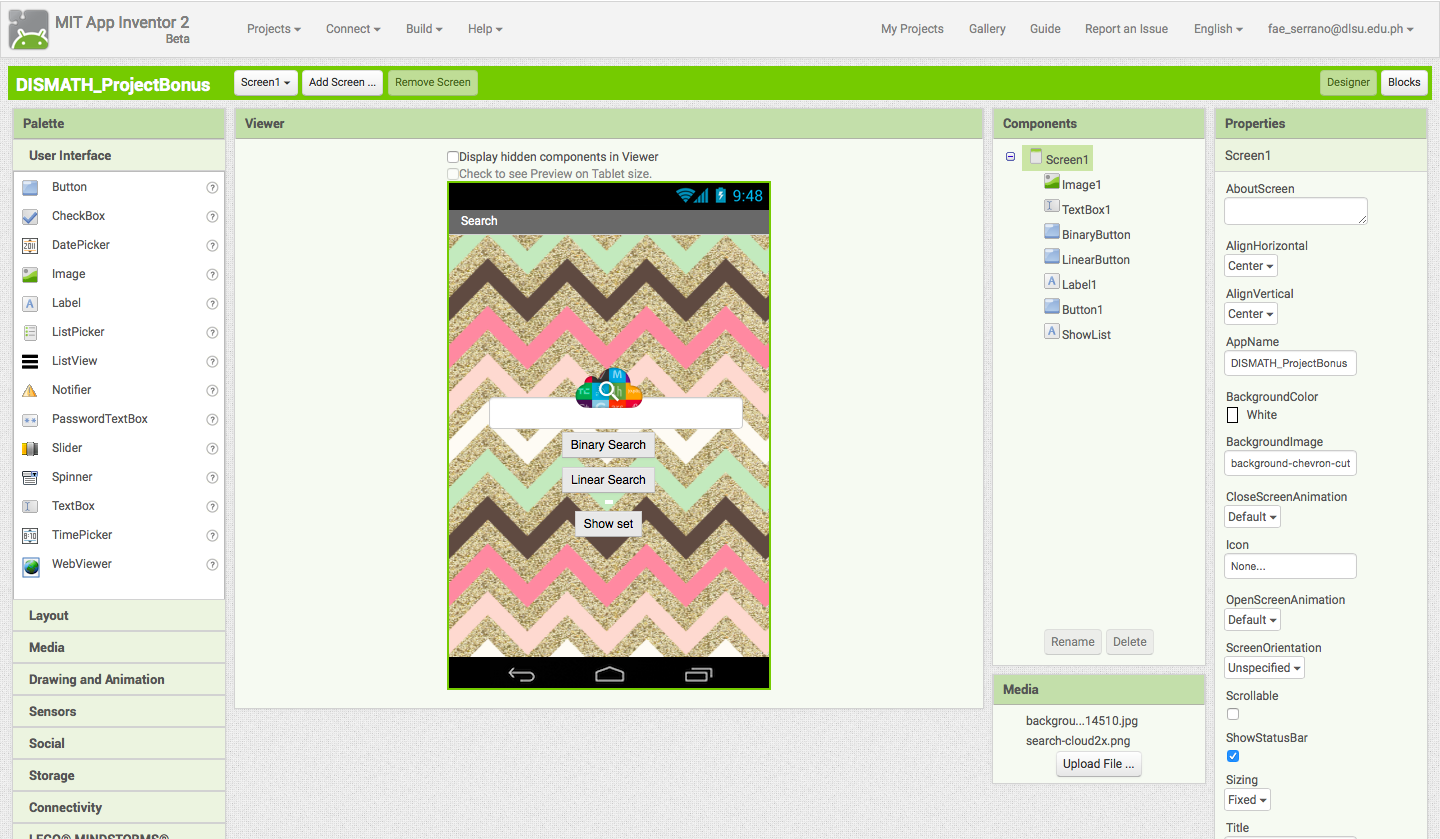 MIT App Inventor 2
Beta
Projects Connect Build Help
My Projects Gallery Guide Report an Issue English fae_serrano@dlsu.edu.ph
DISMATH_ProjectBonus
Screen1 Add Screen ... Remove Screen
Designer Blocks
Palette
User Interface
Button ?
CheckBox ?
DatePicker ?
Image ?
Label ?
ListPicker ?
ListView ?
Notifier ?
PasswordTextBox ?
Slider ?
Spinner ?
TextBox ?
TimePicker ?
WebViewer ?
Layout
Media
Drawing and Animation
Sensors
Social
Storage
Connectivity
LEGO® MINDSTORMS®
Viewer
Display hidden components in Viewer
Check to see Preview on Tablet size.
9:48
Search
M
Binary Search
Linear Search
Show set
Components
Screen1
Image1
TextBox1
BinaryButton
LinearButton
Label1
Button1
ShowList
Rename Delete
Media
backgrou...14510.jpg
search-cloud2x.png
Upload File ...
Properties
Screen1
AboutScreen
AlignHorizontal
Center
AlignVertical
Center
AppName
DISMATH_ProjectBonus
BackgroundColor
White
BackgroundImage
background-chevron-cut
CloseScreenAnimation
Default
Icon
None...
OpenScreenAnimation
Default
ScreenOrientation
Unspecified
Scrollable
ShowStatusBar
Sizing
Fixed
Title